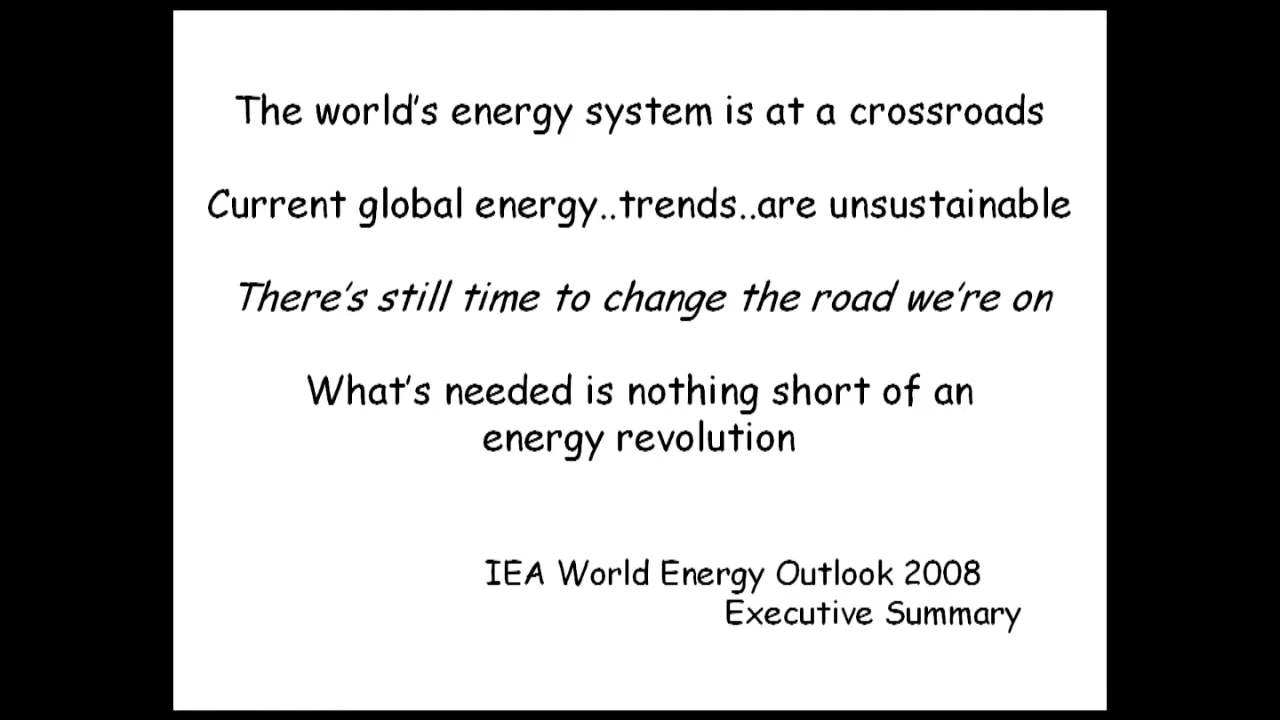 The world's energy system is at a crossroads
Current global energy..trends..are unsustainable
There's still time to change the road we're on
What's needed is nothing short of an
energy revolution
IEA World Energy Outlook 2008
Executive Summary